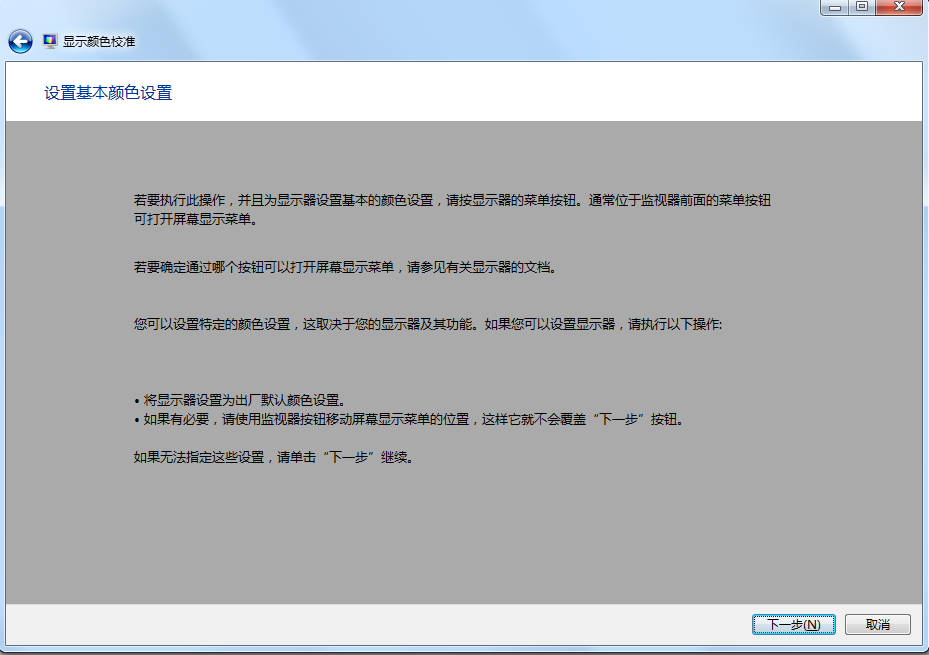 显示颜色校准
设置基本颜色设置
若要执行此操作，并且为显示器设置基本的颜色设置，请按显示器的菜单按钮。通常位于监视器前面的菜单按钮
可打开屏幕显示菜单。
若要确定通过哪个按钮可以打开屏幕显示菜单，请参见有关显示器的文档。
您可以设置特定的颜色设置，这取决于您的显示器及其功能。如果您可以设置显示器，请执行以下操作:
• 将显示器设置为出厂默认颜色设置。
• 如果有必要，请使用监视器按钮移动屏幕显示菜单的位置，这样它就不会覆盖“下一步”按钮。
如果无法指定这些设置，请单击“下一步”继续。
下一步(N)
取消